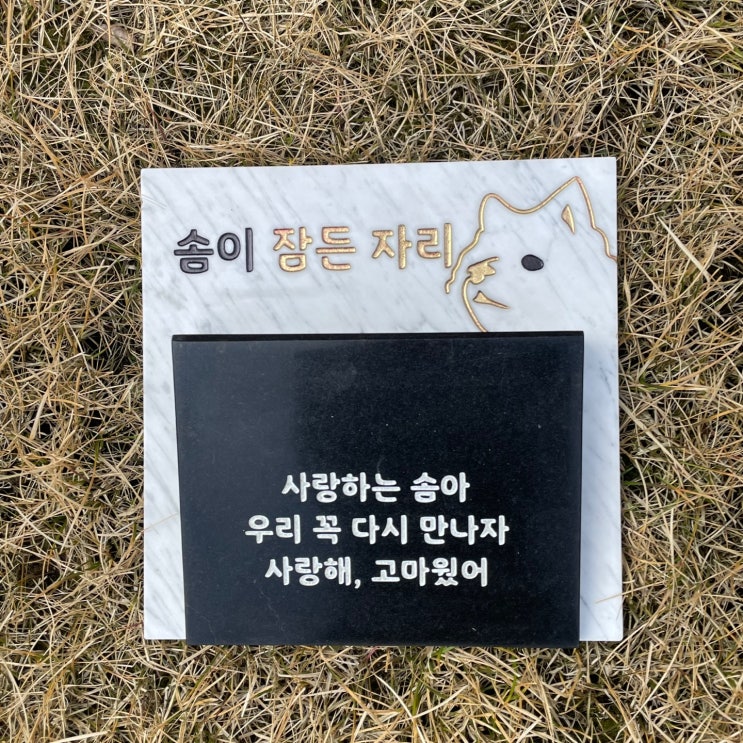 솜이 잠든 자리
사랑하는 솜아
우리 꼭 다시 만나자
사랑해, 고마웠어